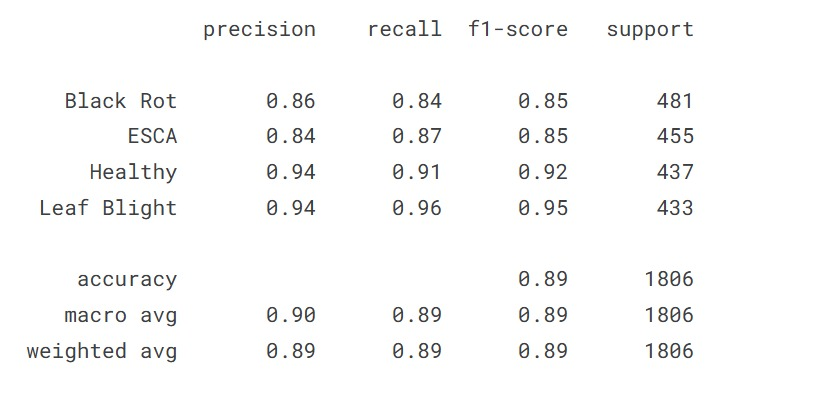 precision recall f1-score support
Black Rot 0.86 0.84 0.85 481
ESCA 0.84 0.87 0.85 455
Healthy 0.94 0.91 0.92 437
Leaf Blight 0.94 0.96 0.95 433
accuracy 0.89 1806
macro avg 0.90 0.89 0.89 1806
weighted avg 0.89 0.89 0.89 1806